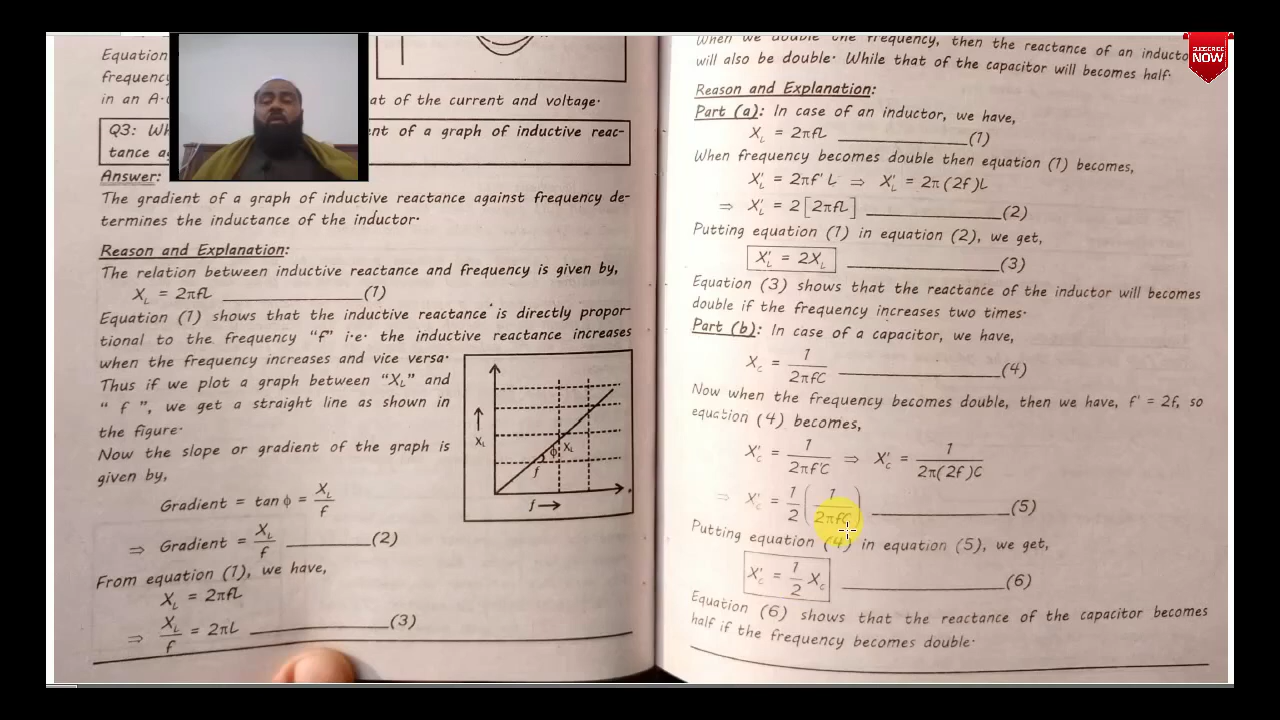 Equation
frequency
in an A·
at of the current and voltage·
Q3: Wh
ent of a graph of inductive reac-
tance ag
Answer:
The gradient of a graph of inductive reactance against frequency de-
termines the inductance of the inductor·
Reason and Explanation:
The relation between inductive reactance and frequency is given by,
X_L = 2πfL ________ (1)
Equation (1) shows that the inductive reactance is directly propor-
tional to the frequency "f" i·e· the inductive reactance increases
when the frequency increases and vice versa·
Thus if we plot a graph between "X_L" and
" f ", we get a straight line as shown in
the figure·
Now the slope or gradient of the graph is
given by,
Gradient = tan ϕ = X_L/f
⇒ Gradient = X_L/f ________ (2)
From equation (1), we have,
X_L = 2πfL
⇒ X_L/f = 2πL ________ (3)
X_L
ϕ
X_L
f
f →
When we double the frequency, then the reactance of an inducto
will also be double· While that of the capacitor will becomes half·
Reason and Explanation:
Part (a): In case of an inductor, we have,
X_L = 2πfL ________ (1)
When frequency becomes double then equation (1) becomes,
X'_L = 2πf' L ⇒ X'_L = 2π(2f)L
⇒ X'_L = 2[2πfL] ________ (2)
Putting equation (1) in equation (2), we get,
X'_L = 2X_L ________ (3)
Equation (3) shows that the reactance of the inductor will becomes
double if the frequency increases two times·
Part (b): In case of a capacitor, we have,
X_c = 1/2πfC ________ (4)
Now when the frequency becomes double, then we have, f' = 2f, so
equation (4) becomes,
X'_c = 1/2πf'C ⇒ X'_c = 1/2π(2f)C
⇒ X'_c = 1/2 (1/2πfC) ________ (5)
Putting equation (4) in equation (5), we get,
X'_c = 1/2 X_c ________ (6)
Equation (6) shows that the reactance of the capacitor becomes
half if the frequency becomes double·
SUBSCRIBE
NOW